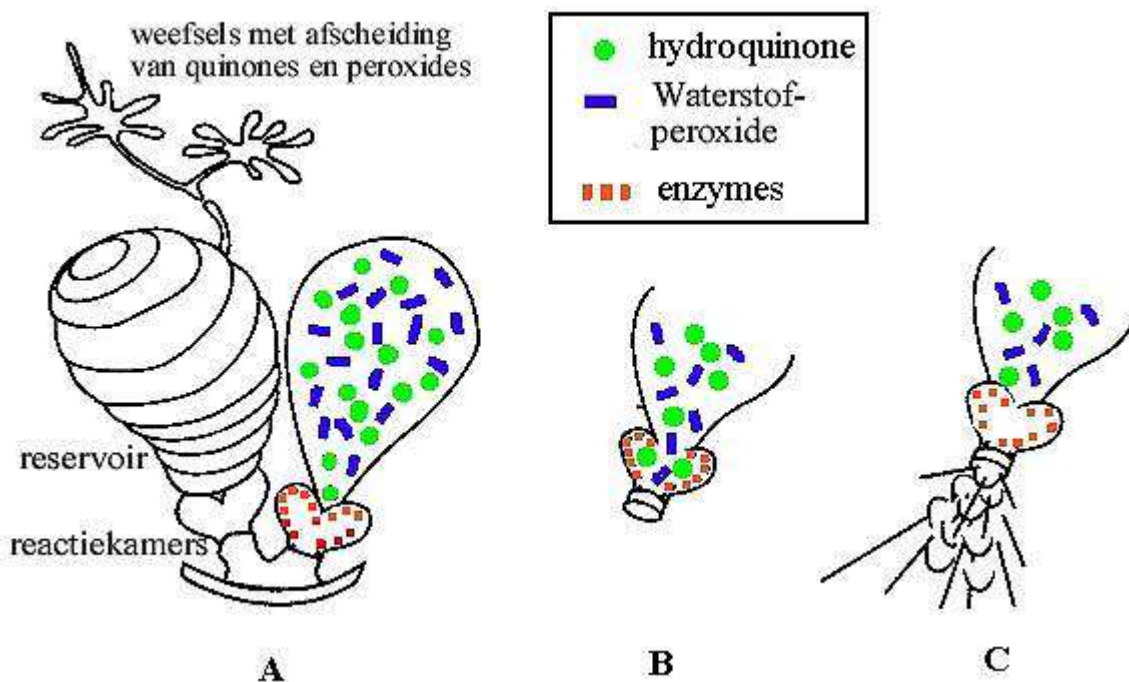 weefsels met afscheiding
van quinones en peroxides
hydroquinone
Waterstof-
peroxide
enzymes
reservoir
reactiekamers
A
B
C